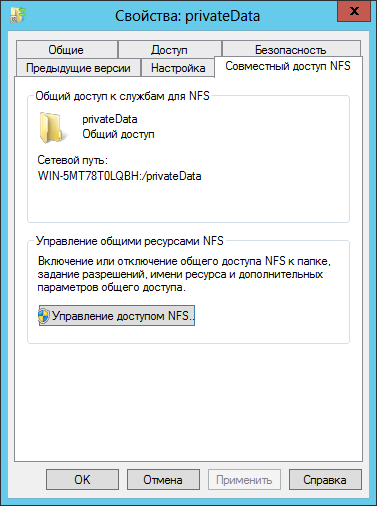 Свойства: privateData
Общие
Доступ
Безопасность
Предыдущие версии
Настройка
Совместный доступ NFS
Общий доступ к службам для NFS
privateData
Общий доступ
Сетевой путь:
WIN-5MT78T0LQBH:/privateData
Управление общими ресурсами NFS
Включение или отключение общего доступа NFS к папке,
задание разрешений, имени ресурса и дополнительных
параметров общего доступа.
Управление доступом NFS..
OK
Отмена
Применить
Справка